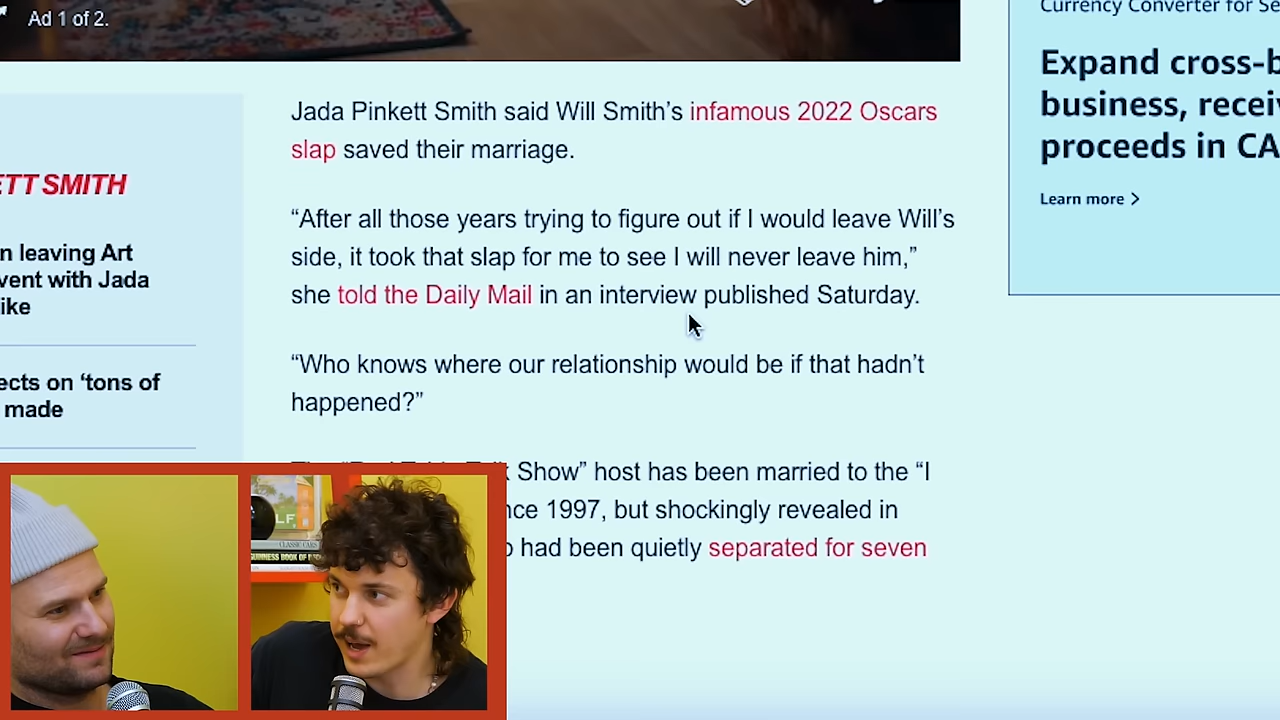 Ad 1 of 2.
Currency Converter for Se
Expand cross-b
business, recei
proceeds in CA
Learn more >
ETT SMITH
n leaving Art
vent with Jada
ike
ects on ‘tons of
made
Jada Pinkett Smith said Will Smith’s infamous 2022 Oscars
slap saved their marriage.
“After all those years trying to figure out if I would leave Will’s
side, it took that slap for me to see I will never leave him,”
she told the Daily Mail in an interview published Saturday.
“Who knows where our relationship would be if that hadn’t
happened?”
Show” host has been married to the “I
nce 1997, but shockingly revealed in
had been quietly separated for seven
CLASSIC CARS